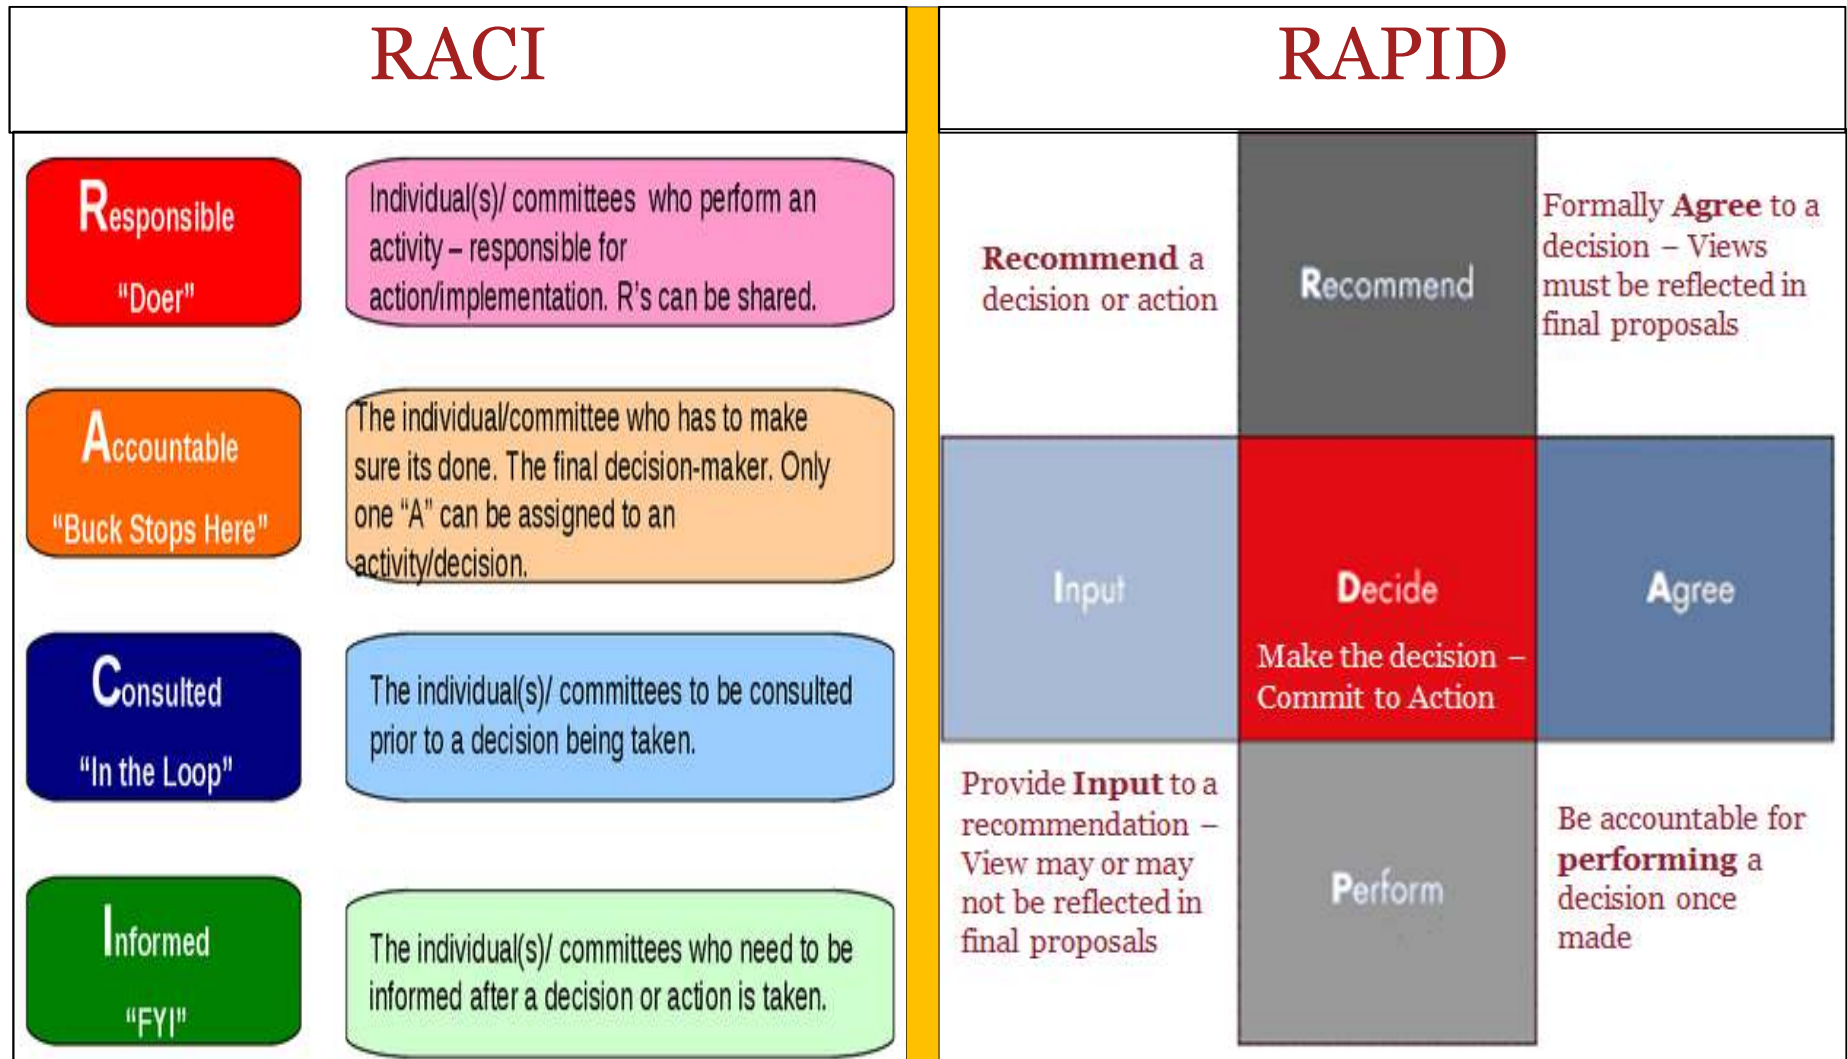 RACI
Responsible
“Doer”
Individual(s)/ committees who perform an
activity – responsible for
action/implementation. R’s can be shared.
Accountable
“Buck Stops Here”
The individual/committee who has to make
sure its done. The final decision-maker. Only
one “A” can be assigned to an
activity/decision.
Consulted
“In the Loop”
The individual(s)/ committees to be consulted
prior to a decision being taken.
Informed
“FYI”
The individual(s)/ committees who need to be
informed after a decision or action is taken.
RAPID
Recommend a
decision or action
Recommend
Formally Agree to a
decision – Views
must be reflected in
final proposals
Input
Decide
Make the decision –
Commit to Action
Agree
Provide Input to a
recommendation –
View may or may
not be reflected in
final proposals
Perform
Be accountable for
performing a
decision once
made